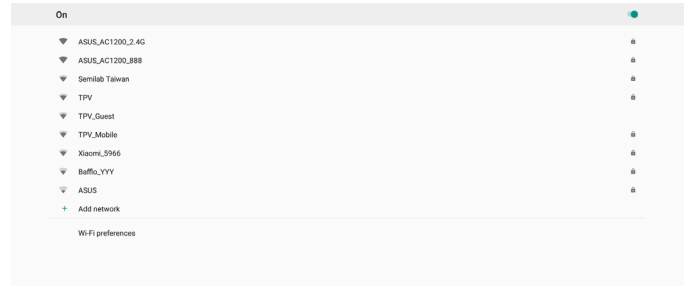 On
ASUS_AC1200_2.4G
ASUS_AC1200_888
Semilab Taiwan
TPV
TPV_Guest
TPV_Mobile
Xiaomi_5966
Bafflo_YYY
ASUS
Add network
Wi-Fi preferences